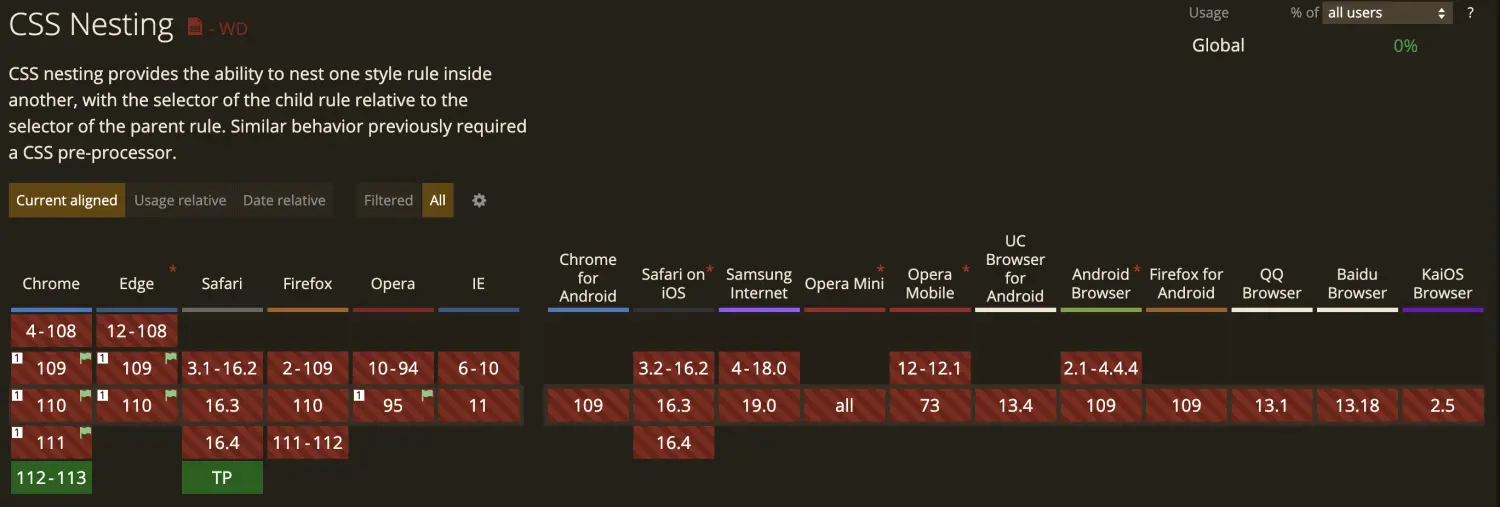 CSS Nesting - WD
Usage % of all users ?
Global 0%
CSS nesting provides the ability to nest one style rule inside
another, with the selector of the child rule relative to the
selector of the parent rule. Similar behavior previously required
a CSS pre-processor.
Current aligned Usage relative Date relative Filtered All
Chrome
Edge *
Safari
Firefox
Opera
IE
Chrome
for
Android
Safari on *
iOS
Samsung
Internet
Opera Mini *
Opera *
Mobile
UC
Browser
for
Android
Android *
Browser
Firefox for
Android
QQ
Browser
Baidu
Browser
KaiOS
Browser
4-108 12-108
1 109 1 109 3.1-16.2 2-109 10-94 6-10 3.2-16.2 4-18.0 12-12.1 2.1-4.4.4
1 110 1 110 16.3 110 1 95 11 109 16.3 19.0 all 73 13.4 109 109 13.1 13.18 2.5
1 111 16.4 111-112 16.4
112-113 TP